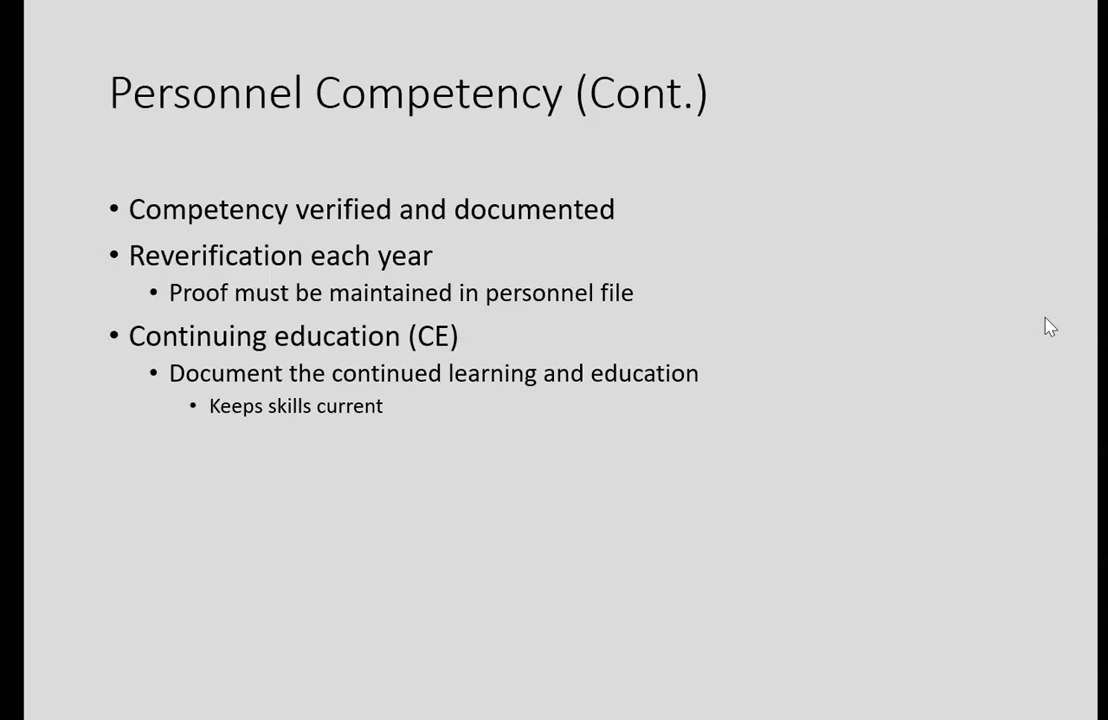 Personnel Competency (Cont.)
• Competency verified and documented
• Reverification each year
• Proof must be maintained in personnel file
• Continuing education (CE)
• Document the continued learning and education
• Keeps skills current